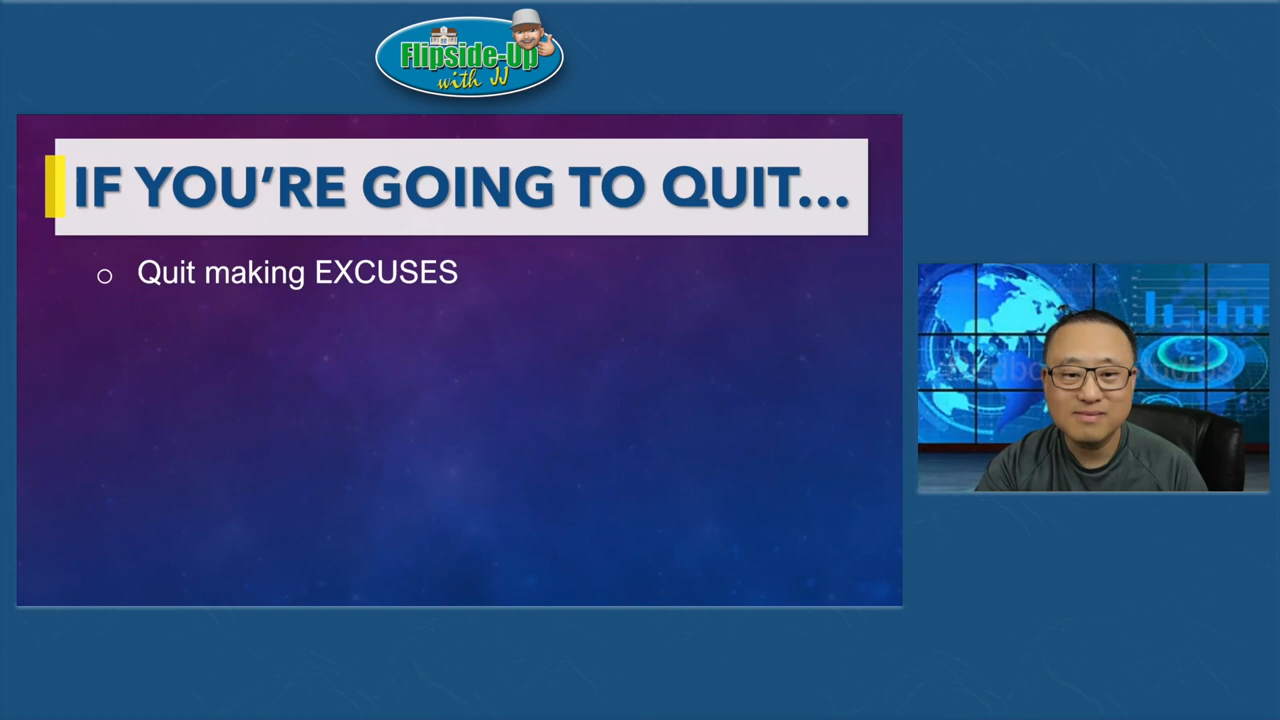 Flipside-Up
with JJ
IF YOU'RE GOING TO QUIT...
o Quit making EXCUSES